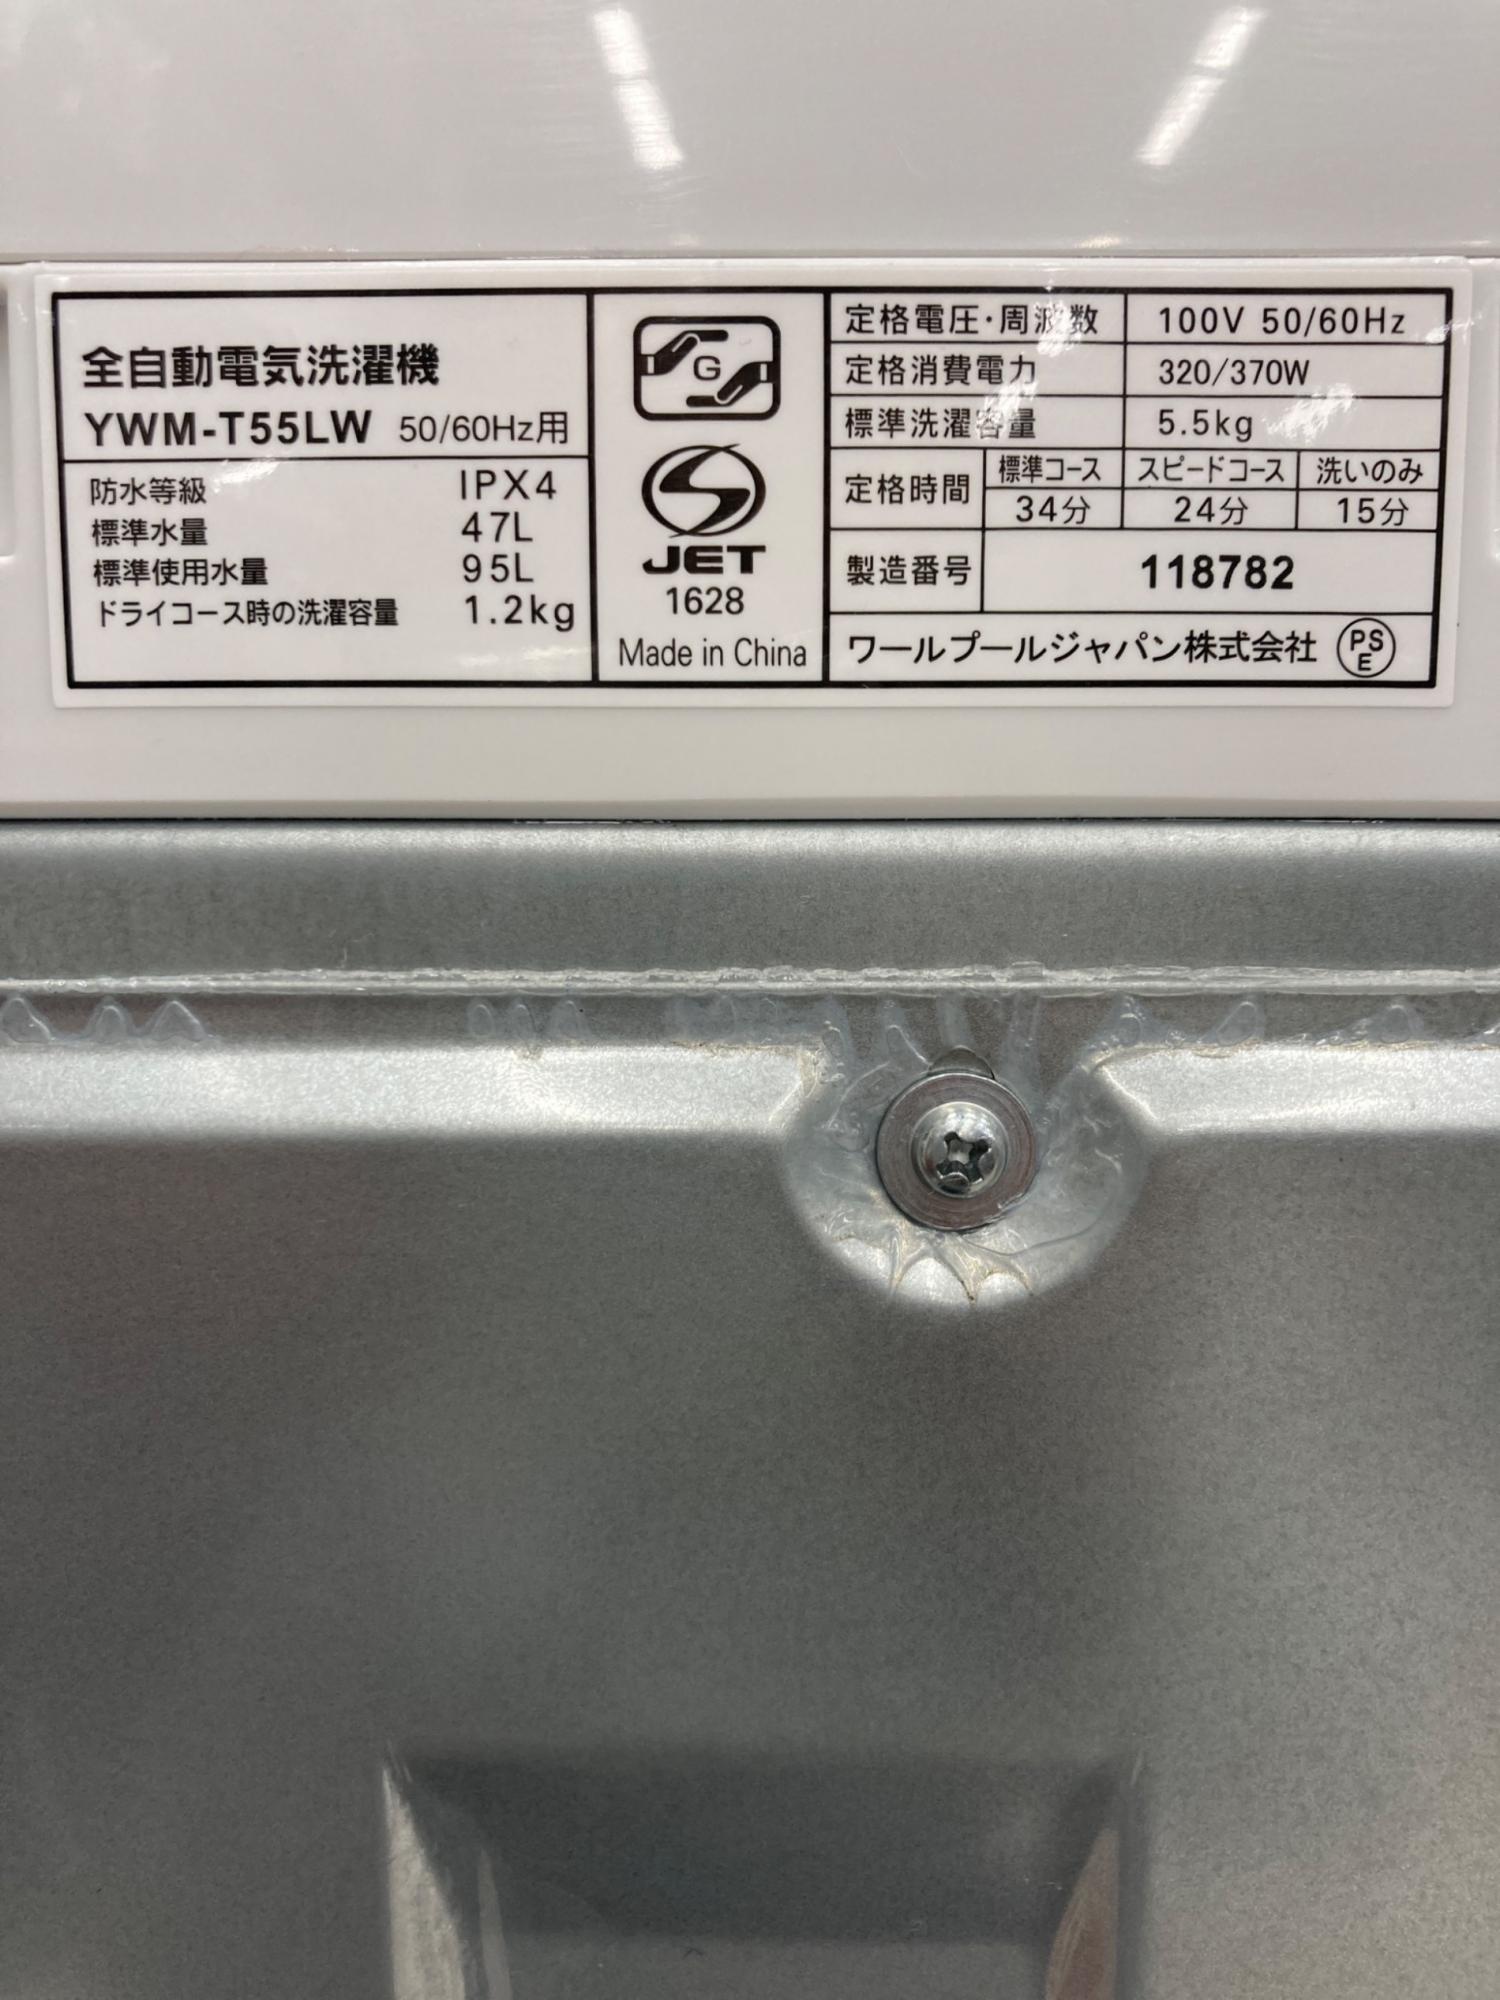 全自動電気洗濯機
YWM-T55LW 50/60Hz用
防水等級 IPX4
標準水量 47L
標準使用水量 95L
ドライコース時の洗濯容量 1.2kg
G
JET
1628
Made in China
定格電圧・周波数 100V 50/60Hz
定格消費電力 320/370W
標準洗濯容量 5.5kg
定格時間 標準コース スピードコース 洗いのみ
34分 24分 15分
製造番号 118782
ワールプールジャパン株式会社 PSE